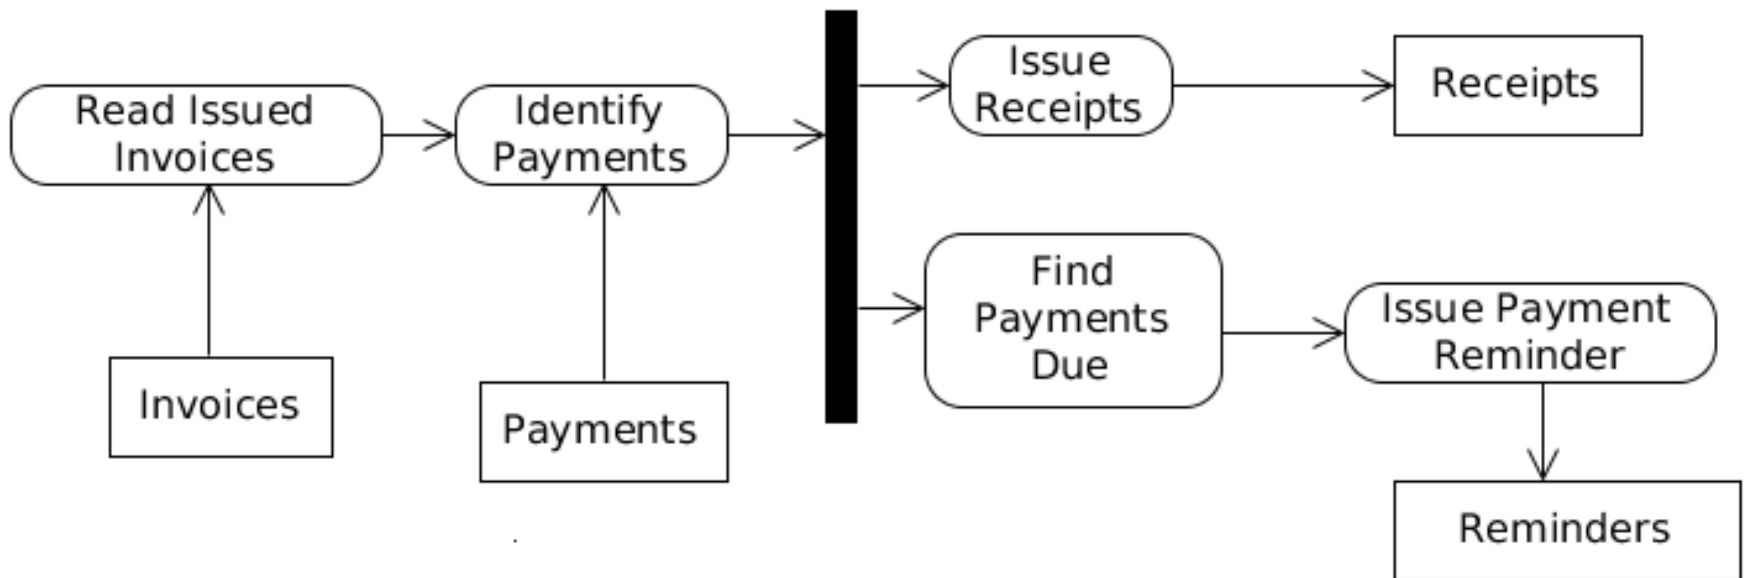 Read Issued
Invoices
Identify
Payments
Issue
Receipts
Receipts
Find
Payments
Due
Issue Payment
Reminder
Invoices
Payments
Reminders